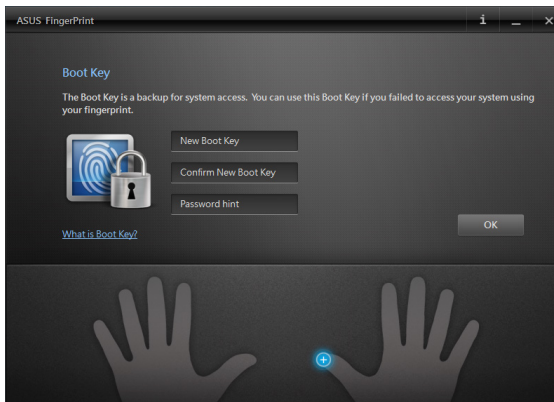 ASUS FingerPrint
Boot Key
The Boot Key is a backup for system access. You can use this Boot Key if you failed to access your system using
your fingerprint.
New Boot Key
Confirm New Boot Key
Password hint
OK
What is Boot Key?